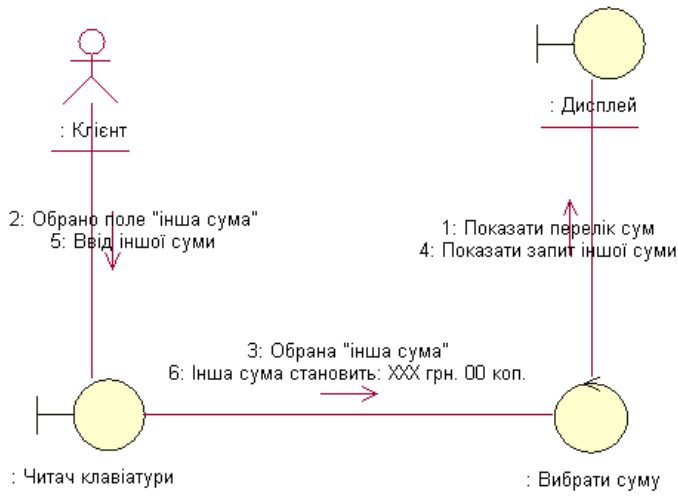 : Клієнт
: Дисплей
2: Обрано поле "інша сума"
5: Ввід іншої суми
1: Показати перелік сум
4: Показати запит іншої суми
3: Обрана "інша сума"
6: Інша сума становить: XXX грн. 00 коп.
: Читач клавіатури
: Вибрати суму